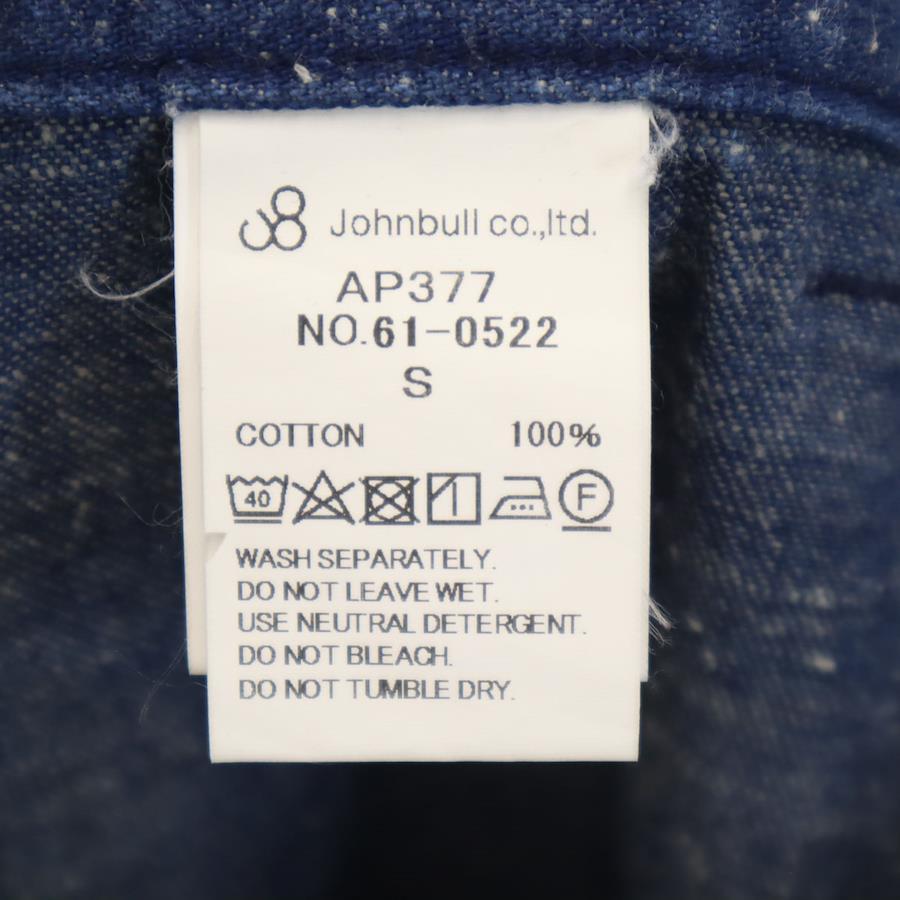 Johnbull co.,ltd.
AP377
NO.61-0522
S
COTTON 100%
40 F
WASH SEPARATELY.
DO NOT LEAVE WET.
USE NEUTRAL DETERGENT.
DO NOT BLEACH.
DO NOT TUMBLE DRY.